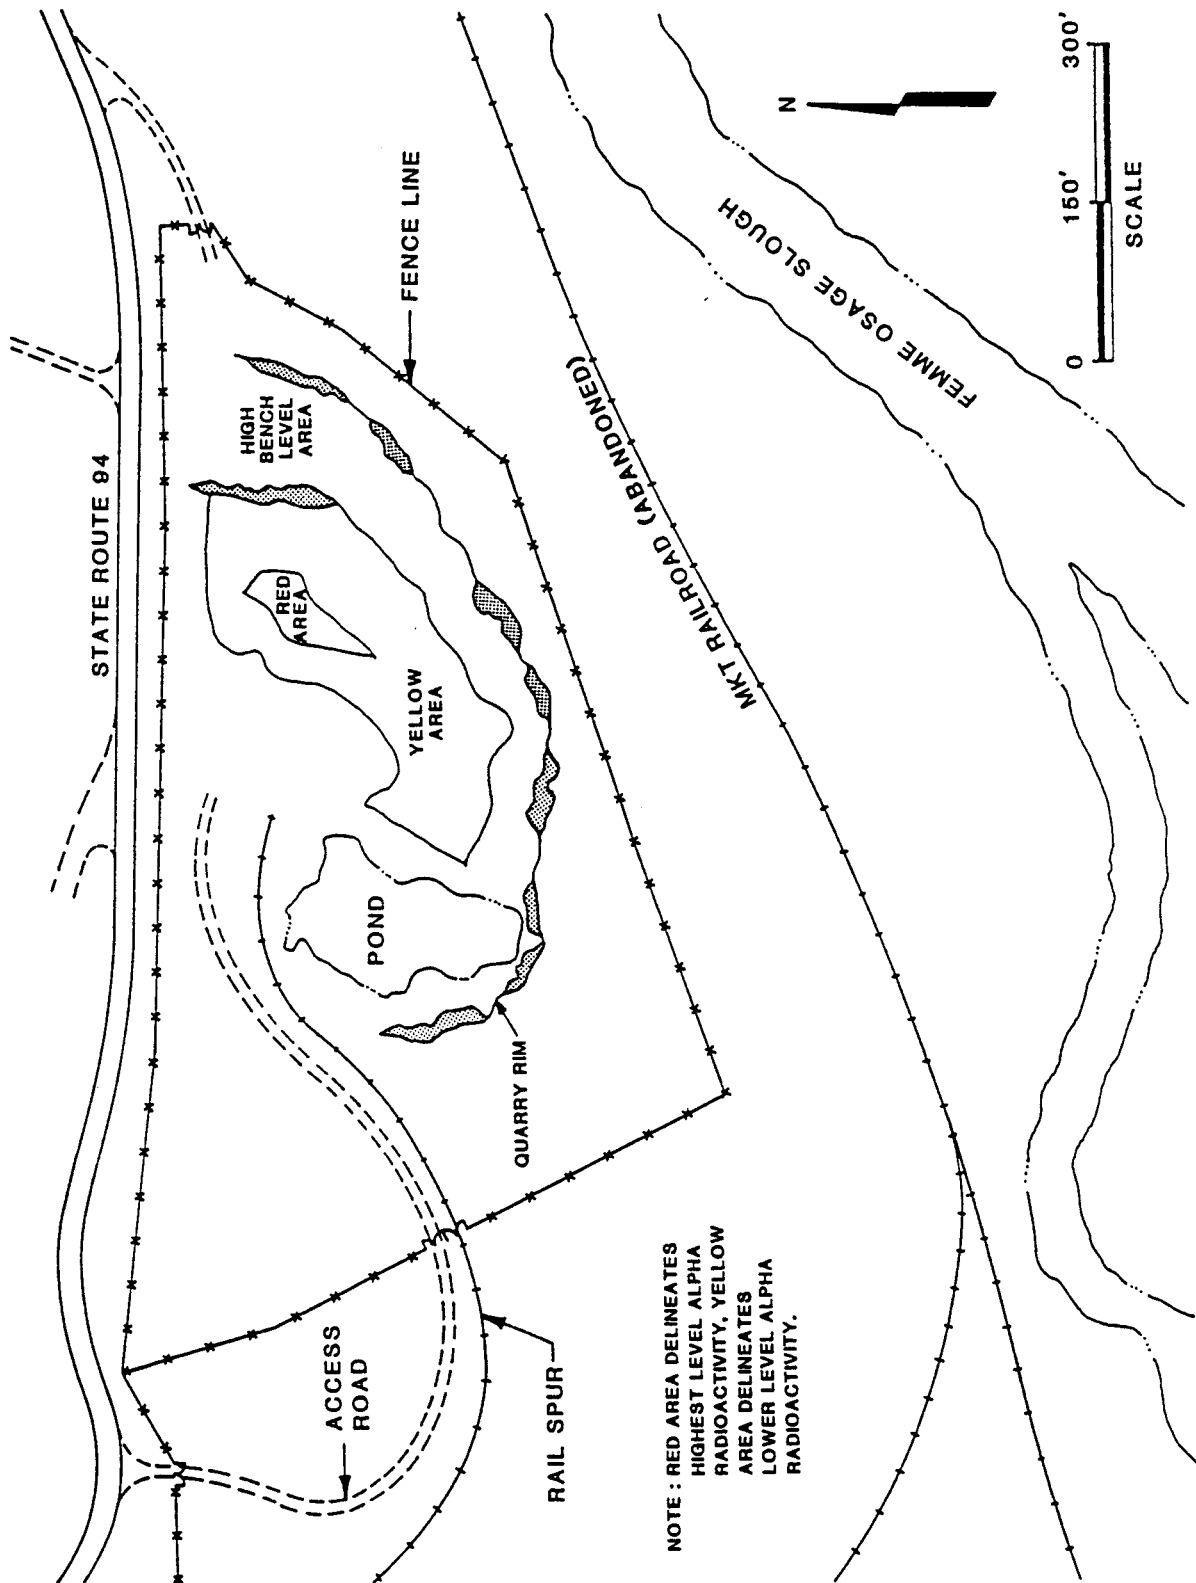 STATE ROUTE 94
HIGH
BENCH
LEVEL
AREA
RED
AREA
YELLOW
AREA
POND
FENCE LINE
QUARRY RIM
ACCESS
ROAD
RAIL SPUR
MKT RAILROAD (ABANDONED)
FEMME OSAGE SLOUGH
N
0 150' 300'
SCALE
NOTE : RED AREA DELINEATES
HIGHEST LEVEL ALPHA
RADIOACTIVITY, YELLOW
AREA DELINEATES
LOWER LEVEL ALPHA
RADIOACTIVITY.